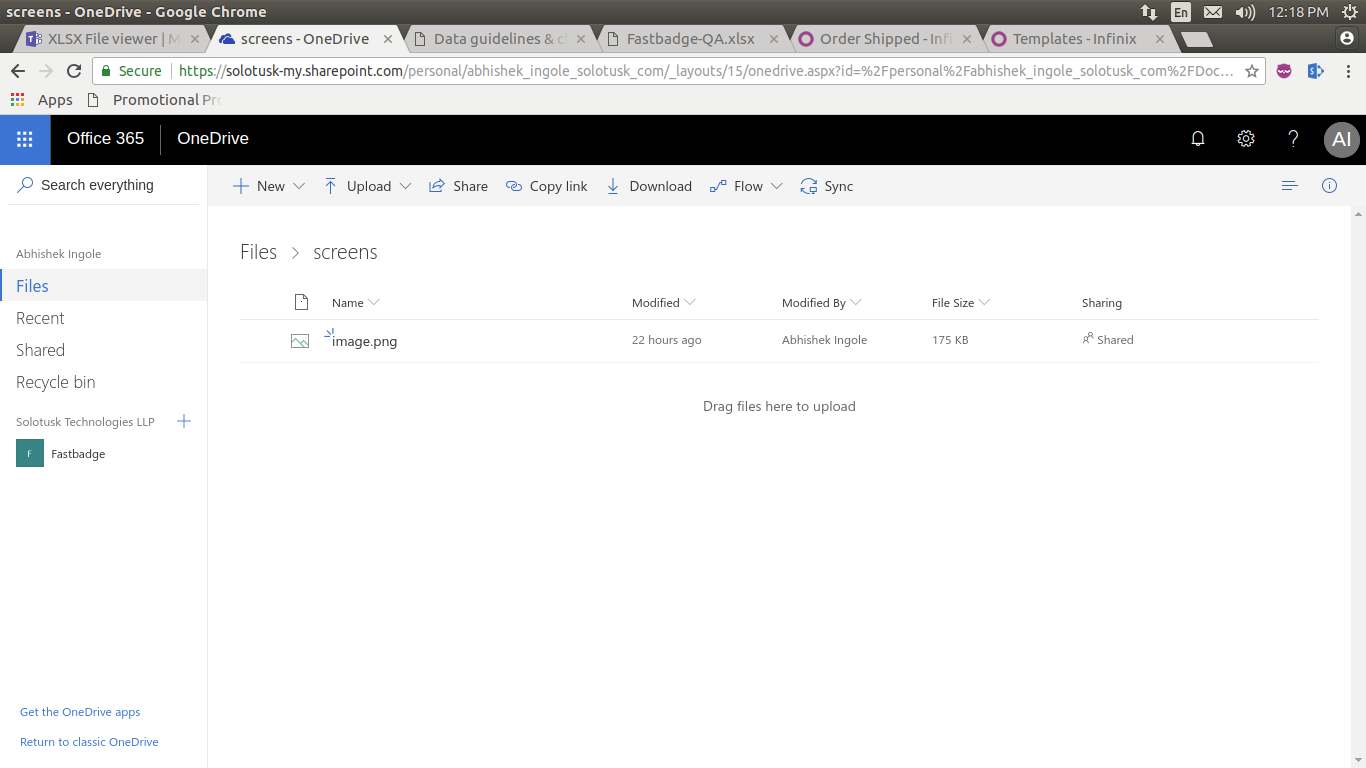 screens - OneDrive - Google Chrome
En
12:18 PM
XLSX File viewer | M
screens - OneDrive
Data guidelines & c
Fastbadge-QA.xlsx
Order Shipped - Infi
Templates - Infinix
Secure
https://solotusk-my.sharepoint.com/personal/abhishek_ingole_solotusk_com/_layouts/15/onedrive.aspx?id=%2Fpersonal%2Fabhishek_ingole_solotusk_com%2FDoc...
Apps
Promotional Pr
Office 365
OneDrive
?
AI
Search everything
New
Upload
Share
Copy link
Download
Flow
Sync
Abhishek Ingole
Files
Recent
Shared
Recycle bin
Solotusk Technologies LLP
F
Fastbadge
Get the OneDrive apps
Return to classic OneDrive
Files > screens
Name Modified Modified By File Size Sharing
image.png 22 hours ago Abhishek Ingole 175 KB Shared
Drag files here to upload